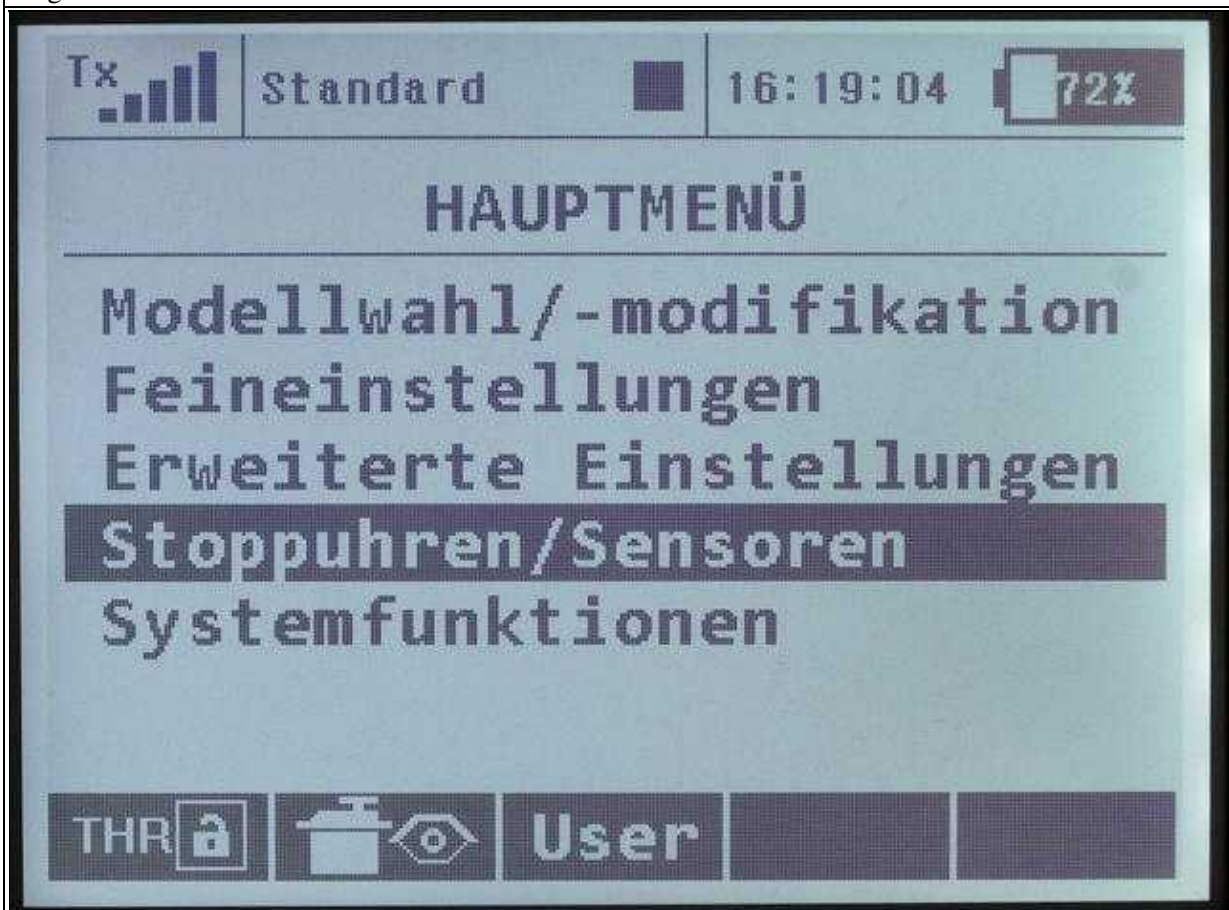 Tx Standard 16:19:04 72%
HAUPTMENÜ
Modellwahl/-modifikation
Feineinstellungen
Erweiterte Einstellungen
Stoppuhren/Sensoren
Systemfunktionen
THR User